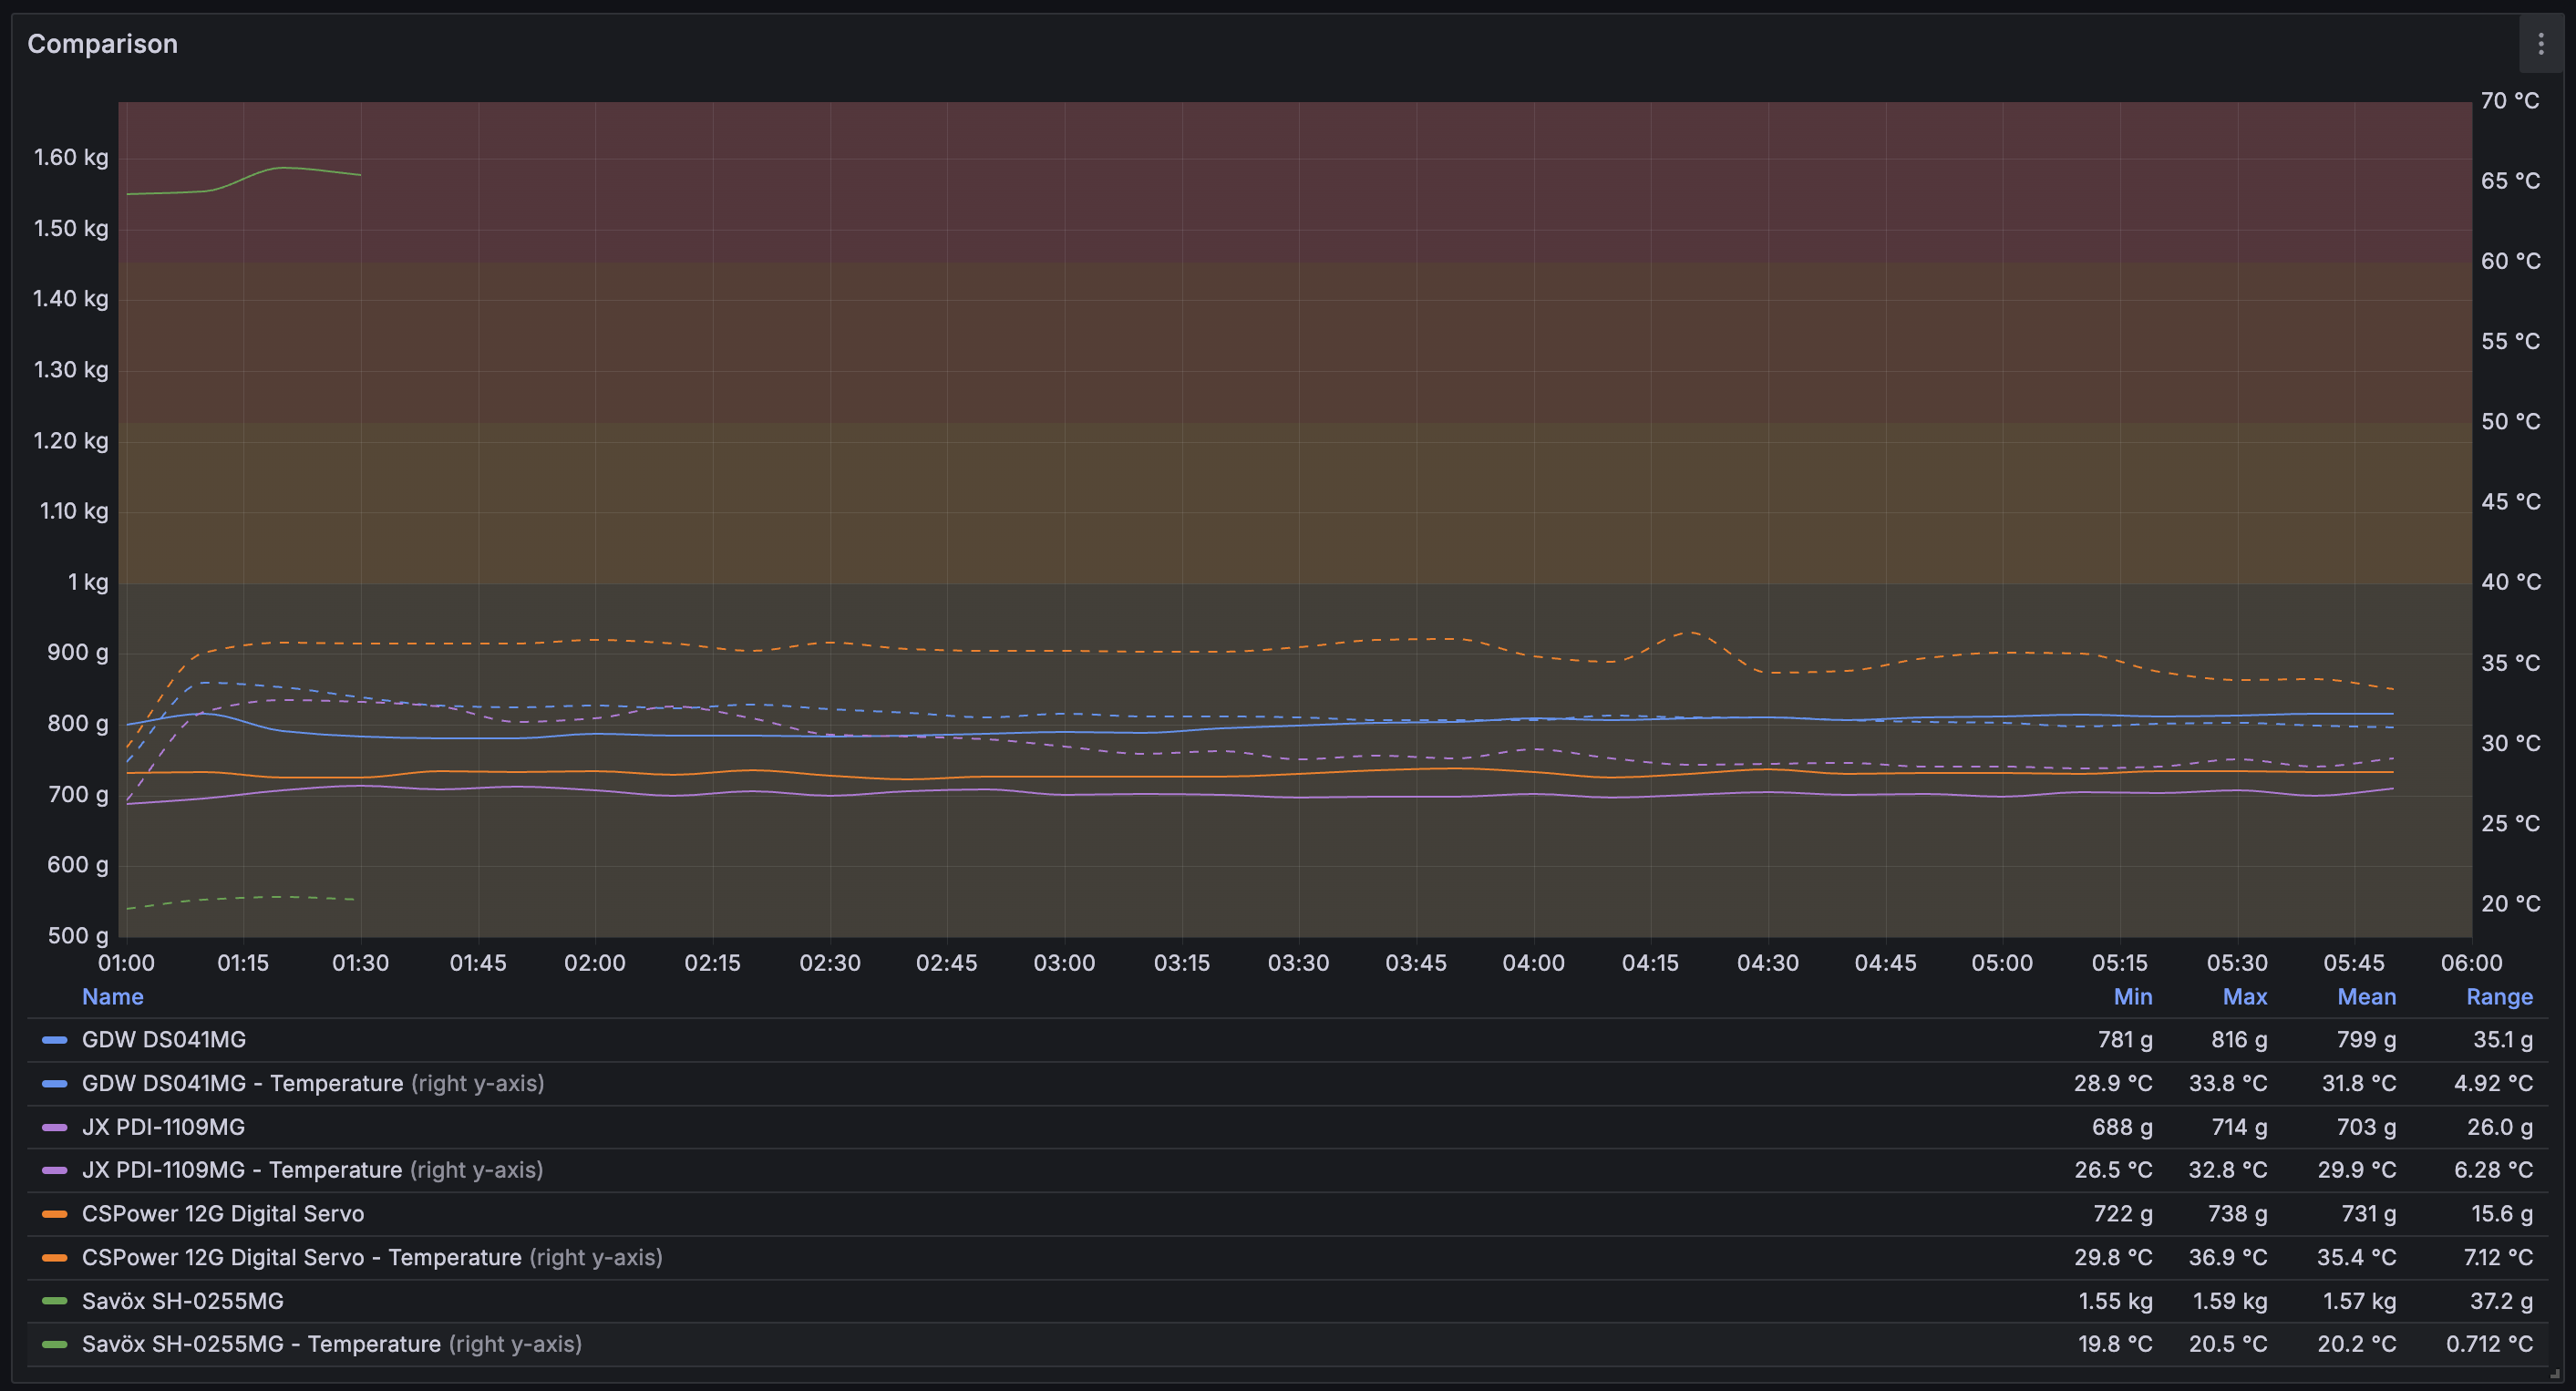 Comparison
70 °C
1.60 kg
65 °C
1.50 kg
60 °C
1.40 kg
55 °C
1.30 kg
50 °C
1.20 kg
45 °C
1.10 kg
40 °C
1 kg
900 g
35 °C
800 g
30 °C
700 g
25 °C
600 g
20 °C
500 g
01:00 01:15 01:30 01:45 02:00 02:15 02:30 02:45 03:00 03:15 03:30 03:45 04:00 04:15 04:30 04:45 05:00 05:15 05:30 05:45 06:00
Name Min Max Mean Range
GDW DS041MG 781 g 816 g 799 g 35.1 g
GDW DS041MG - Temperature (right y-axis) 28.9 °C 33.8 °C 31.8 °C 4.92 °C
JX PDI-1109MG 688 g 714 g 703 g 26.0 g
JX PDI-1109MG - Temperature (right y-axis) 26.5 °C 32.8 °C 29.9 °C 6.28 °C
CSPower 12G Digital Servo 722 g 738 g 731 g 15.6 g
CSPower 12G Digital Servo - Temperature (right y-axis) 29.8 °C 36.9 °C 35.4 °C 7.12 °C
Savöx SH-0255MG 1.55 kg 1.59 kg 1.57 kg 37.2 g
Savöx SH-0255MG - Temperature (right y-axis) 19.8 °C 20.5 °C 20.2 °C 0.712 °C